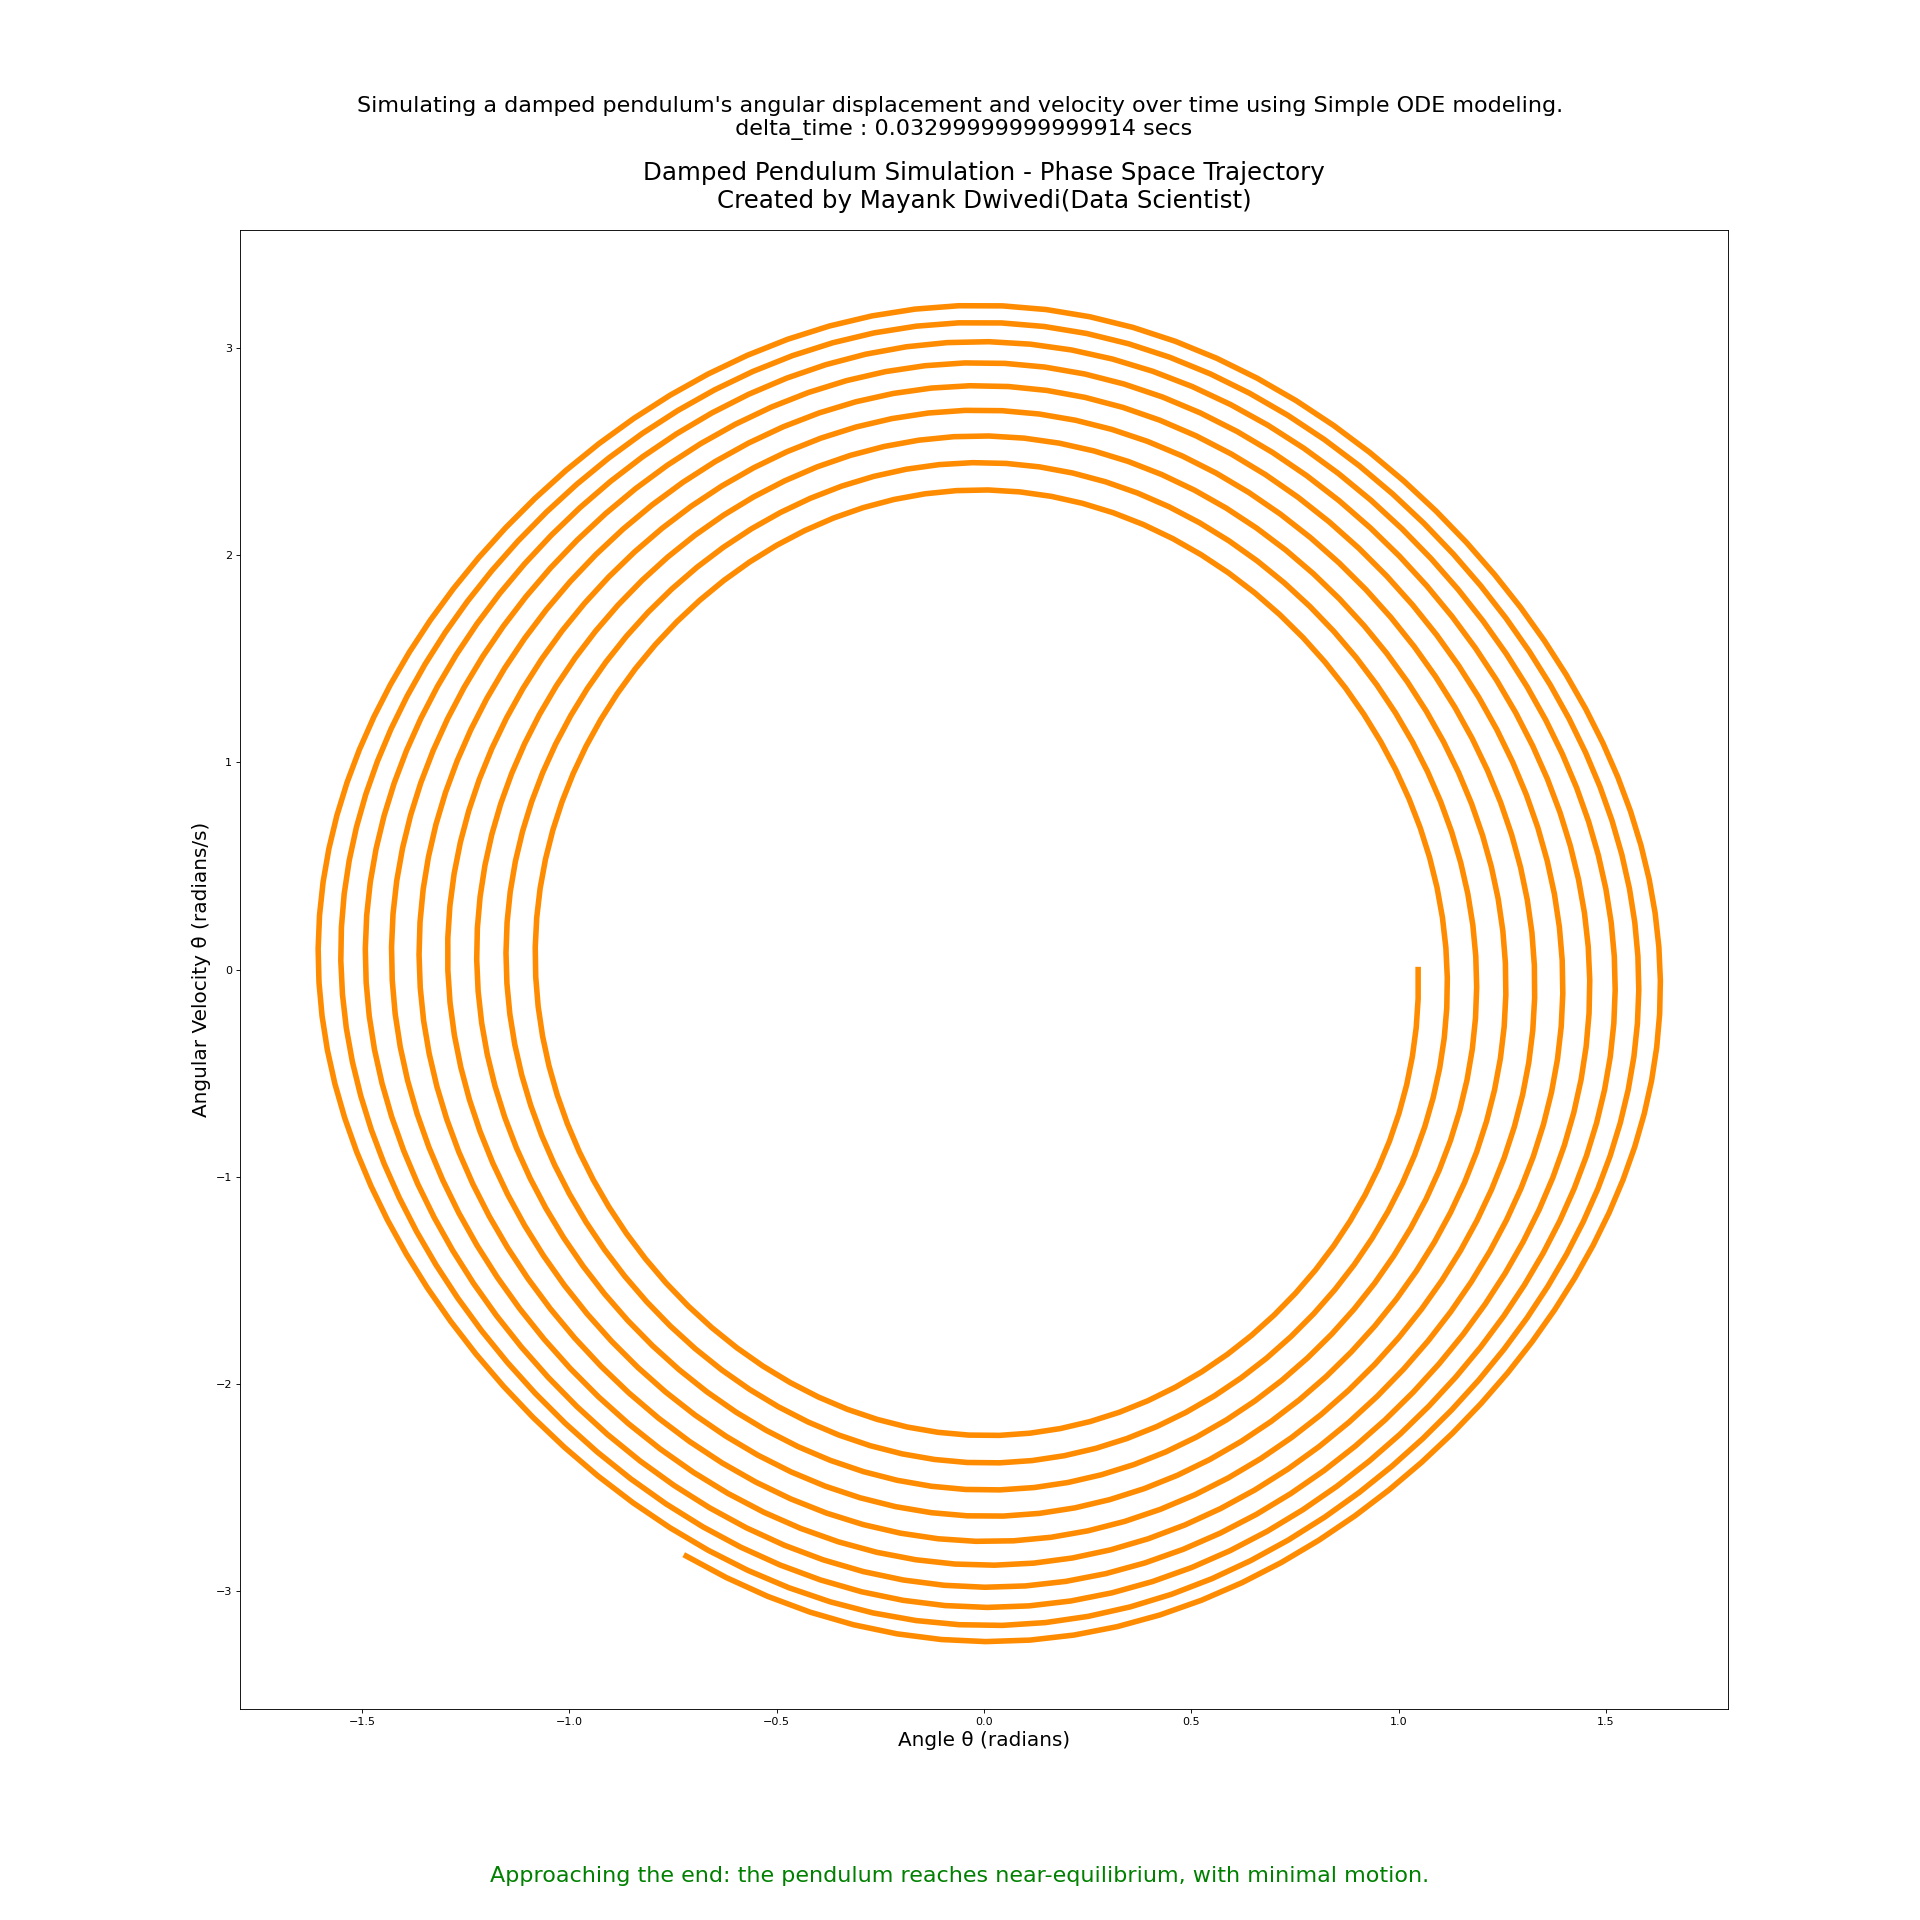 Simulating a damped pendulum's angular displacement and velocity over time using Simple ODE modeling.
delta_time : 0.03299999999999914 secs
Damped Pendulum Simulation - Phase Space Trajectory
Created by Mayank Dwivedi(Data Scientist)
3
2
1
0
−1
−2
−3
Angular Velocity θ (radians/s)
−1.5
−1.0
−0.5
0.0
0.5
1.0
1.5
Angle θ (radians)
Approaching the end: the pendulum reaches near-equilibrium, with minimal motion.